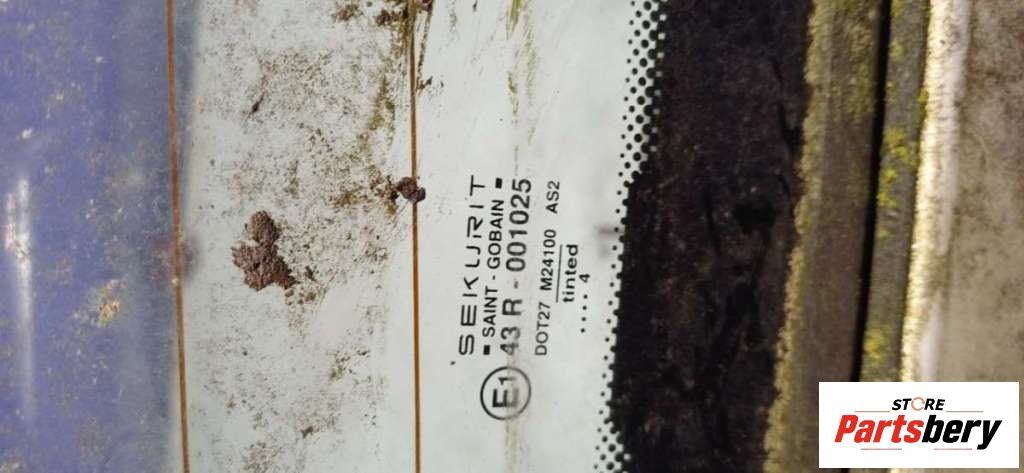 SEKURIT
▪ SAINT - GOBAIN ▪
E1 43 R - 001025
DOT27 M24100 AS2
tinted
.... 4
STORE
Partsbery